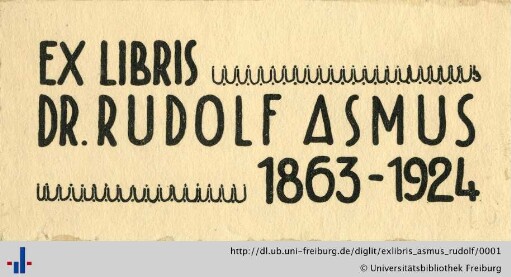 EX LIBRIS
DR. RUDOLF ASMUS
1863-1924
http://dl.ub.uni-freiburg.de/diglit/exlibris_asmus_rudolf/0001
© Universitätsbibliothek Freiburg